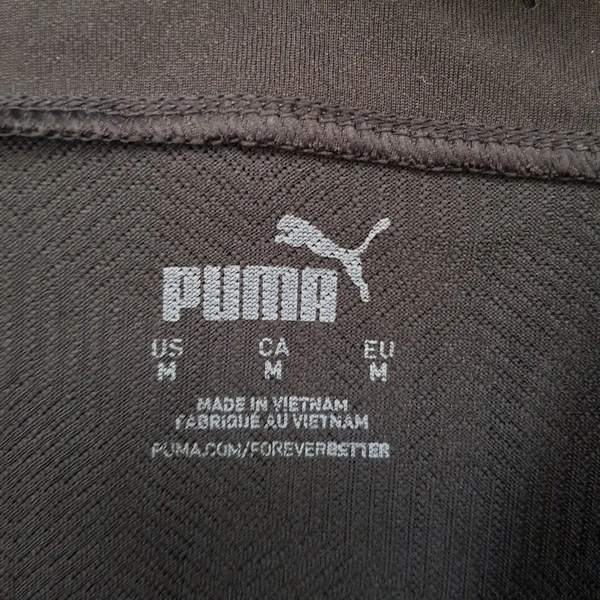 PUMA
US CA EU
M M M
MADE IN VIETNAM
FABRIQUÉ AU VIETNAM
PUMA.COM/FOREVERBETTER